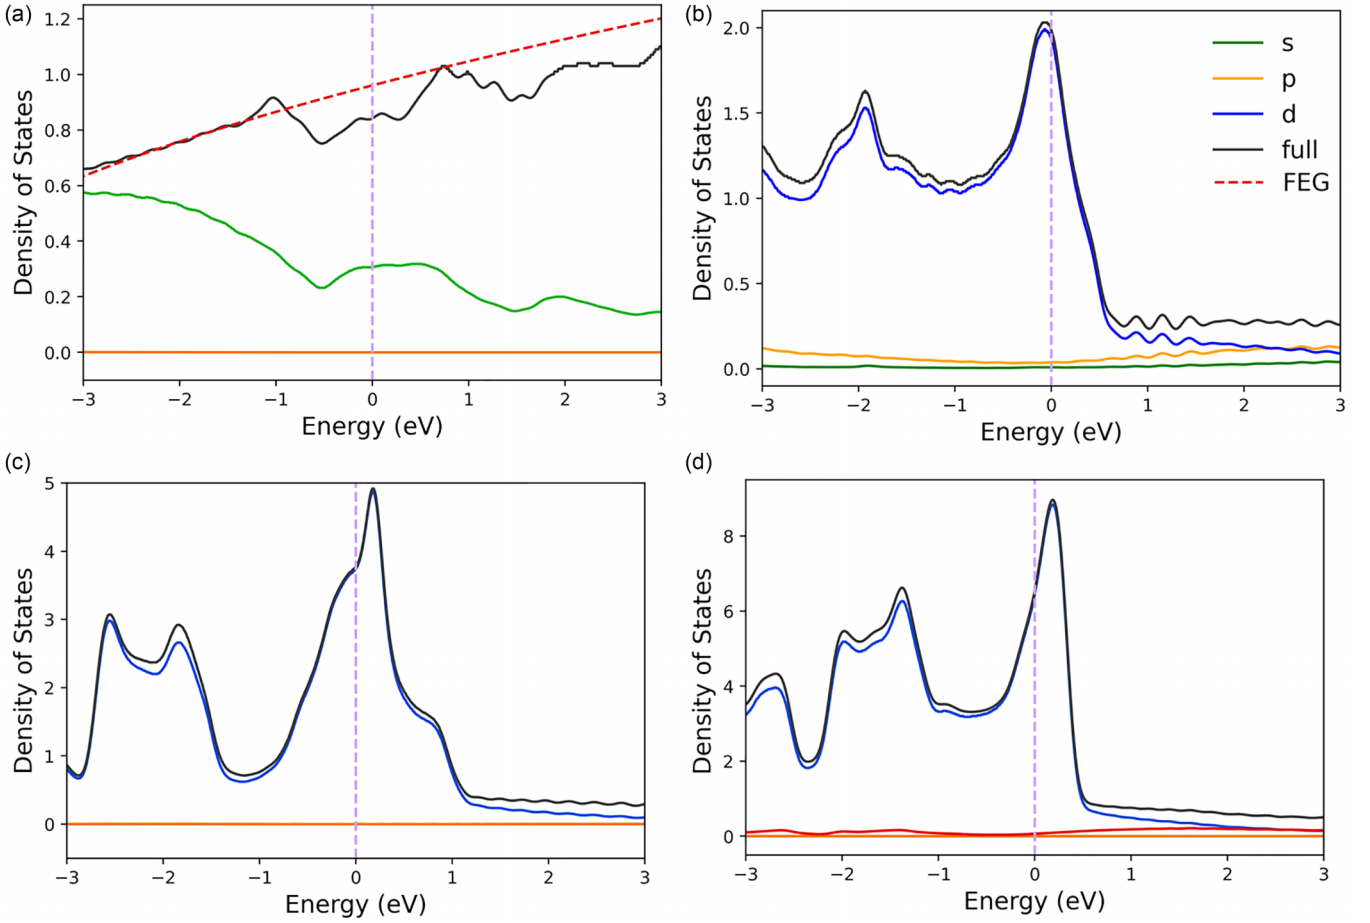 (a)
Density of States
1.2
1.0
0.8
0.6
0.4
0.2
0.0
−3 −2 −1 0 1 2 3
Energy (eV)
(b)
Density of States
2.0
1.5
1.0
0.5
0.0
s
p
d
full
FEG
−3 −2 −1 0 1 2 3
Energy (eV)
(c)
Density of States
5
4
3
2
1
0
−3 −2 −1 0 1 2 3
Energy (eV)
(d)
Density of States
8
6
4
2
0
−3 −2 −1 0 1 2 3
Energy (eV)